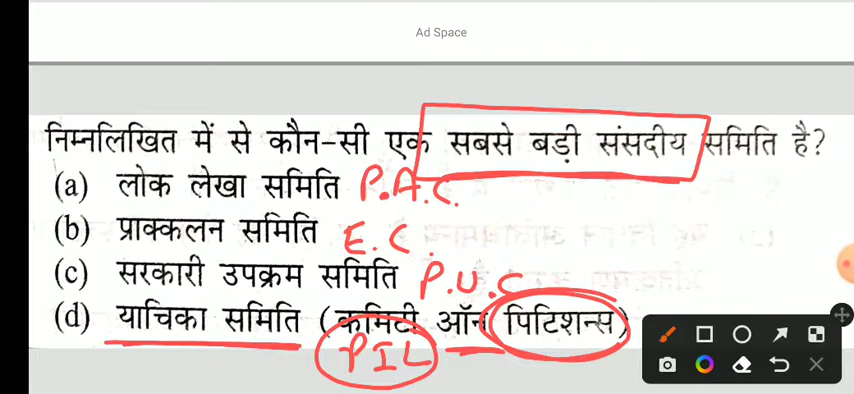 Ad Space
निम्नलिखित में से कौन-सी एक सबसे बड़ी संसदीय समिति है?
(a) लोक लेखा समिति P.A.C.
(b) प्राक्कलन समिति E.C.
(c) सरकारी उपक्रम समिति P.U.C
(d) याचिका समिति (कमिटी ऑन पिटिशन्स)
PIL